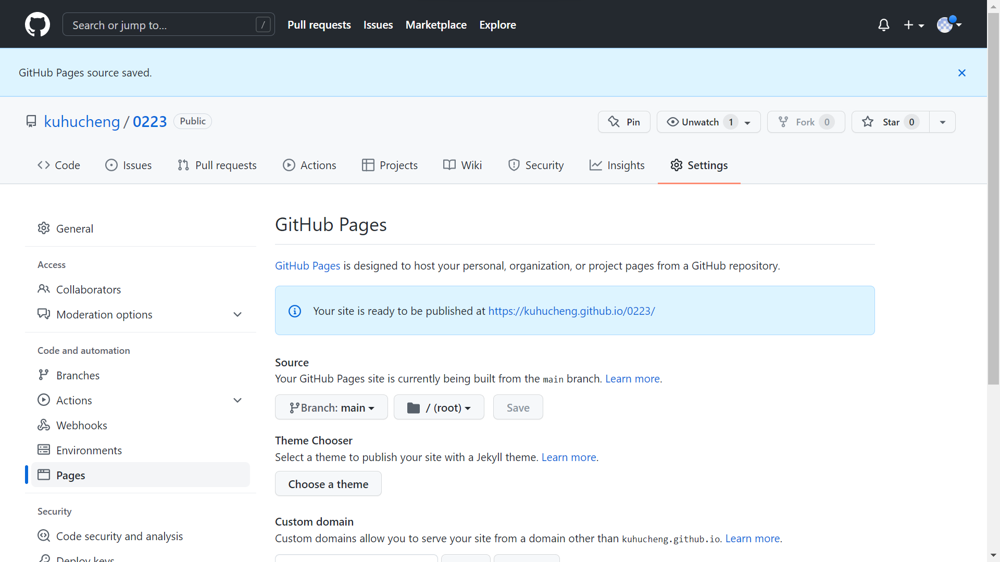 Search or jump to... /
Pull requests Issues Marketplace Explore
GitHub Pages source saved.
kuhucheng / 0223 Public
Pin Unwatch 1 Fork 0 Star 0
Code Issues Pull requests Actions Projects Wiki Security Insights Settings
General
Access
Collaborators
Moderation options
Code and automation
Branches
Actions
Webhooks
Environments
Pages
Security
Code security and analysis
Deploy keys
GitHub Pages
GitHub Pages is designed to host your personal, organization, or project pages from a GitHub repository.
Your site is ready to be published at https://kuhucheng.github.io/0223/
Source
Your GitHub Pages site is currently being built from the main branch. Learn more.
Branch: main / (root) Save
Theme Chooser
Select a theme to publish your site with a Jekyll theme. Learn more.
Choose a theme
Custom domain
Custom domains allow you to serve your site from a domain other than kuhucheng.github.io. Learn more.